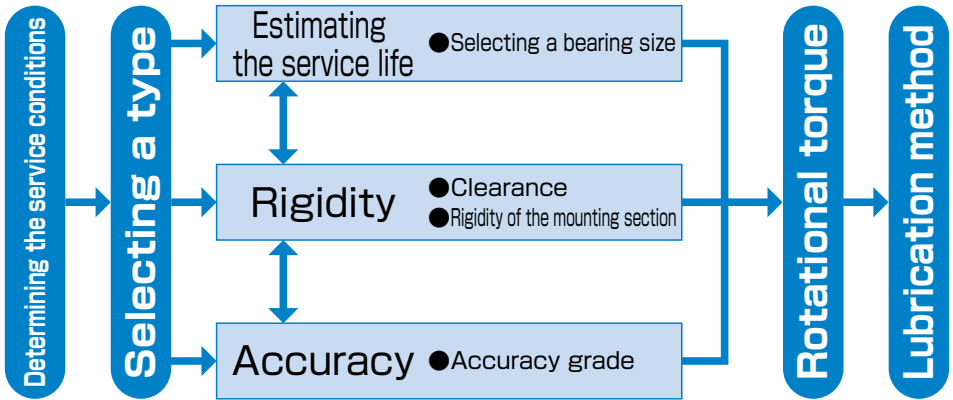 Determining the service conditions
Selecting a type
Estimating
the service life
●Selecting a bearing size
Rigidity
●Clearance
●Rigidity of the mounting section
Accuracy
●Accuracy grade
Rotational torque
Lubrication method